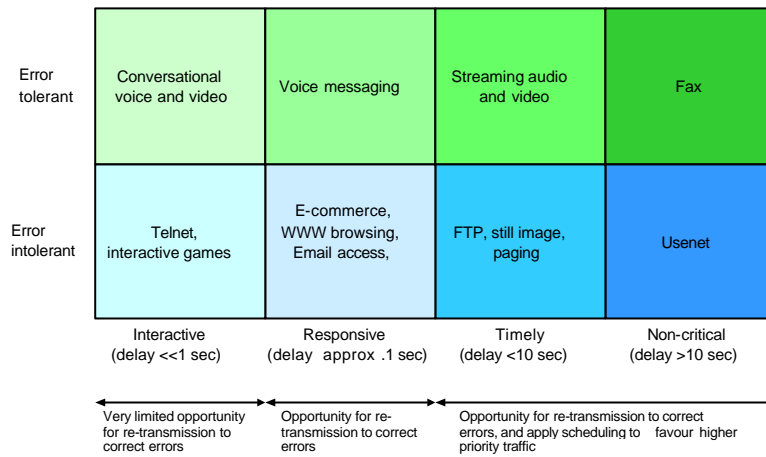 Error
tolerant
Conversational
voice and video
Voice messaging
Streaming audio
and video
Fax
Error
intolerant
Telnet,
interactive games
E-commerce,
WWW browsing,
Email access,
FTP, still image,
paging
Usenet
Interactive
(delay <<1 sec)
Responsive
(delay approx .1 sec)
Timely
(delay <10 sec)
Non-critical
(delay >10 sec)
Very limited opportunity
for re-transmission to
correct errors
Opportunity for re-
transmission to correct
errors
Opportunity for re-transmission to correct
errors, and apply scheduling to favour higher
priority traffic